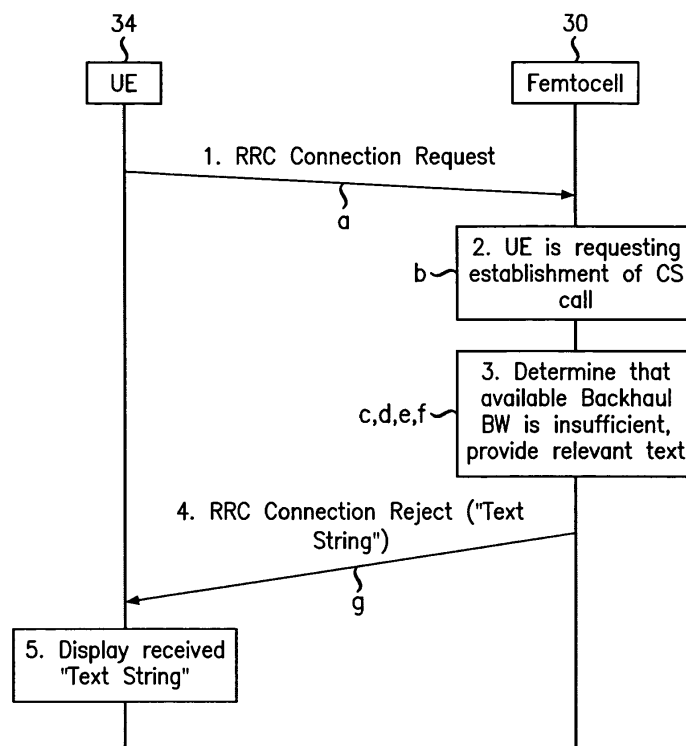 34
30
UE
Femtocell
1. RRC Connection Request
a
2. UE is requesting
establishment of CS
call
b
3. Determine that
available Backhaul
BW is insufficient,
provide relevant text
c,d,e,f
4. RRC Connection Reject ("Text
String")
g
5. Display received
"Text String"